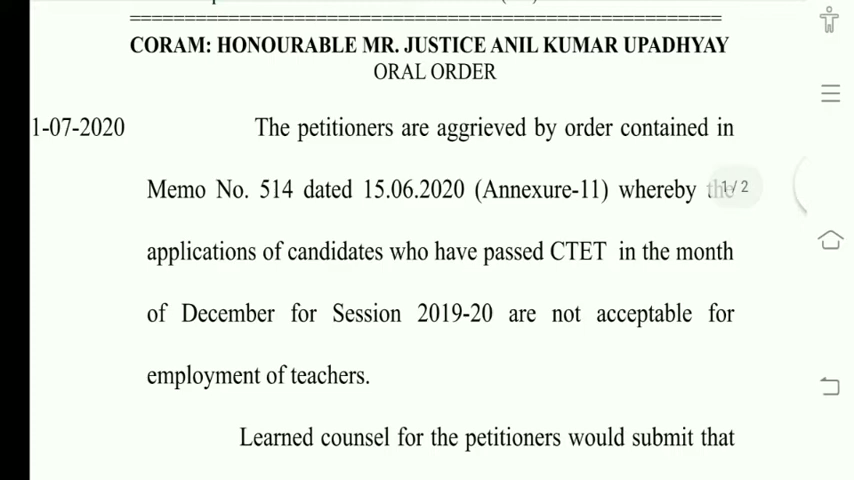 CORAM: HONOURABLE MR. JUSTICE ANIL KUMAR UPADHYAY
ORAL ORDER
1-07-2020 The petitioners are aggrieved by order contained in
Memo No. 514 dated 15.06.2020 (Annexure-11) whereby the
1/2
applications of candidates who have passed CTET in the month
of December for Session 2019-20 are not acceptable for
employment of teachers.
Learned counsel for the petitioners would submit that